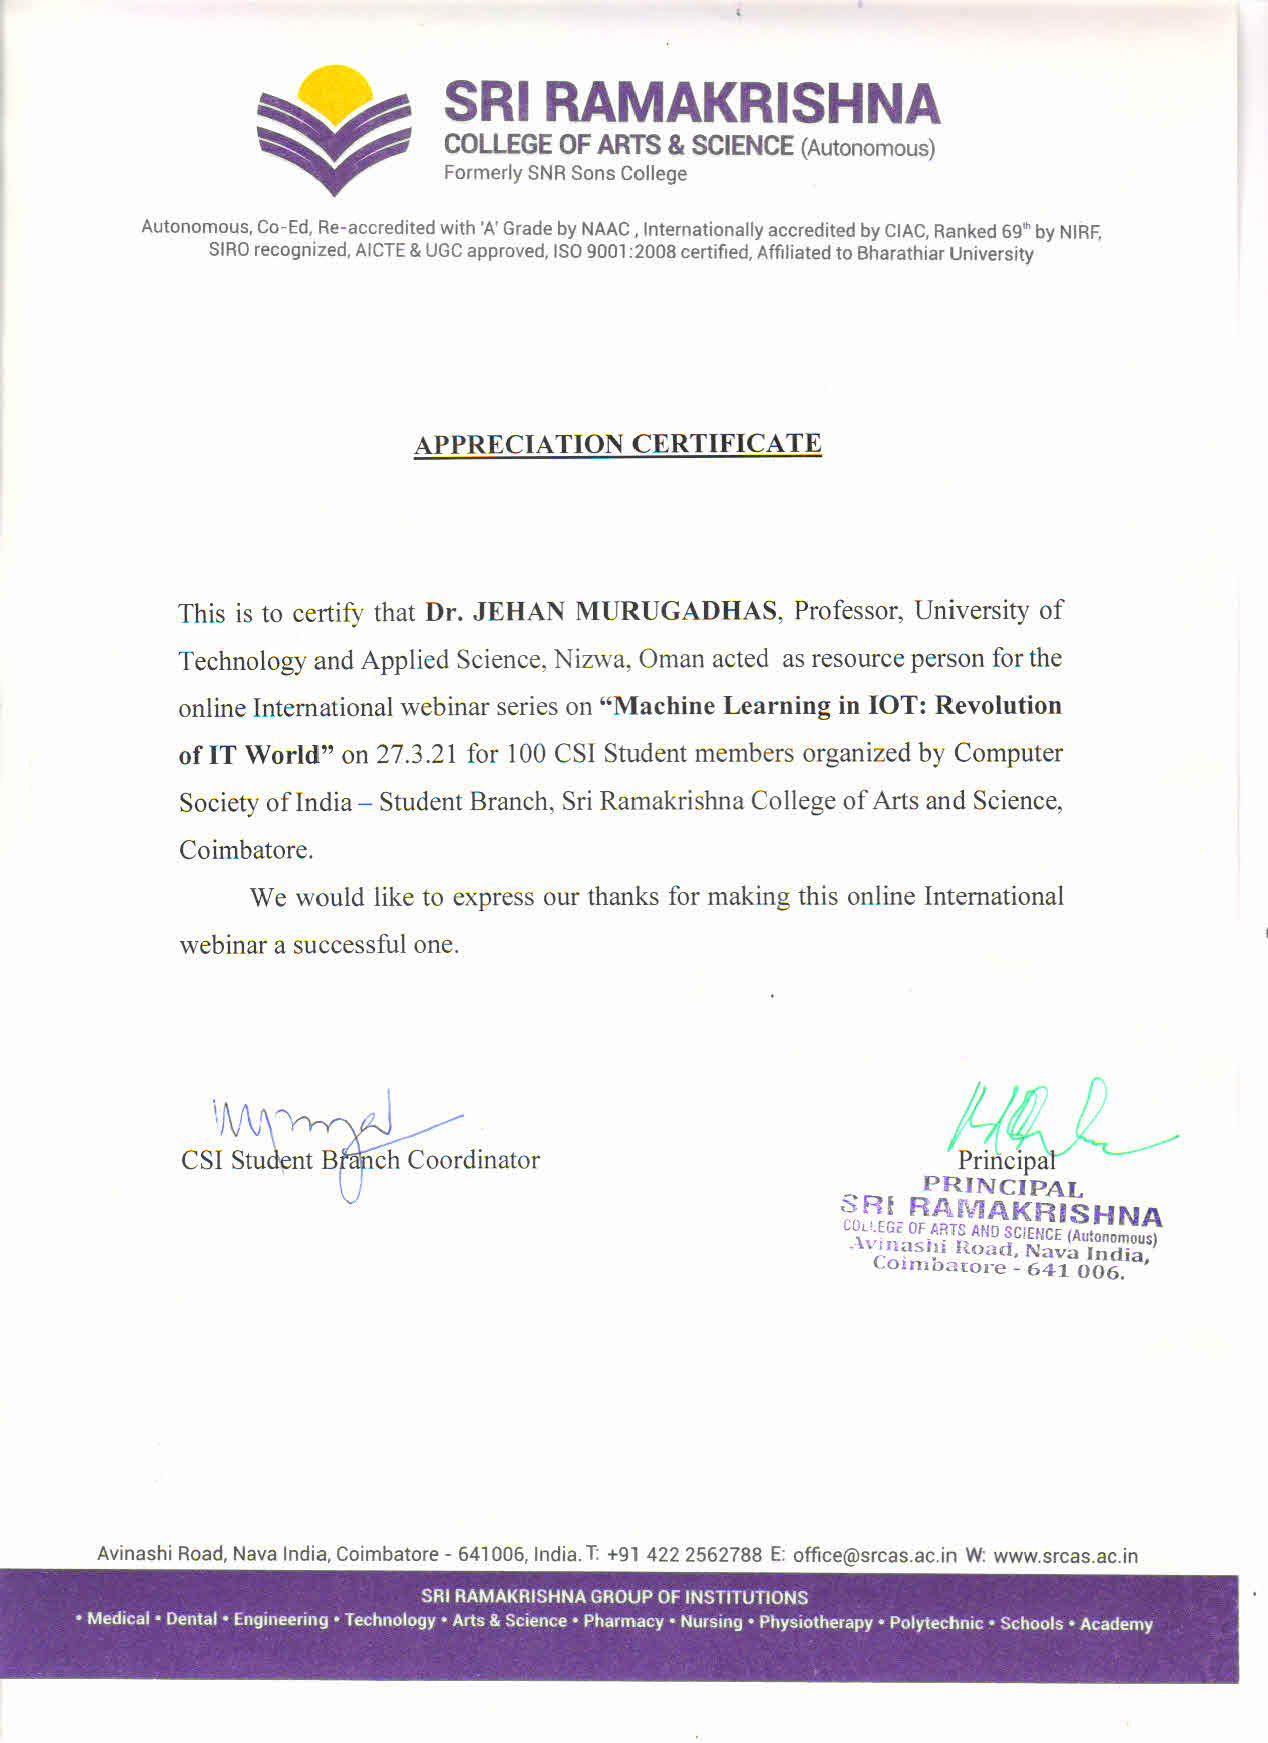 SRI RAMAKRISHNA
COLLEGE OF ARTS & SCIENCE (Autonomous)
Formerly SNR Sons College
Autonomous, Co-Ed, Re-accredited with 'A' Grade by NAAC , Internationally accredited by CIAC, Ranked 69th by NIRF,
SIRO recognized, AICTE & UGC approved, ISO 9001:2008 certified, Affiliated to Bharathiar University
APPRECIATION CERTIFICATE
This is to certify that Dr. JEHAN MURUGADHAS, Professor, University of
Technology and Applied Science, Nizwa, Oman acted as resource person for the
online International webinar series on “Machine Learning in IOT: Revolution
of IT World” on 27.3.21 for 100 CSI Student members organized by Computer
Society of India – Student Branch, Sri Ramakrishna College of Arts and Science,
Coimbatore.
We would like to express our thanks for making this online International
webinar a successful one.
CSI Student Branch Coordinator
Principal
PRINCIPAL
SRI RAMAKRISHNA
COLLEGE OF ARTS AND SCIENCE (Autonomous)
Avinashi Road, Nava India,
Coimbatore - 641 006.
Avinashi Road, Nava India, Coimbatore - 641006, India. T: +91 422 2562788 E: office@srcas.ac.in W: www.srcas.ac.in
SRI RAMAKRISHNA GROUP OF INSTITUTIONS
• Medical • Dental • Engineering • Technology • Arts & Science • Pharmacy • Nursing • Physiotherapy • Polytechnic • Schools • Academy